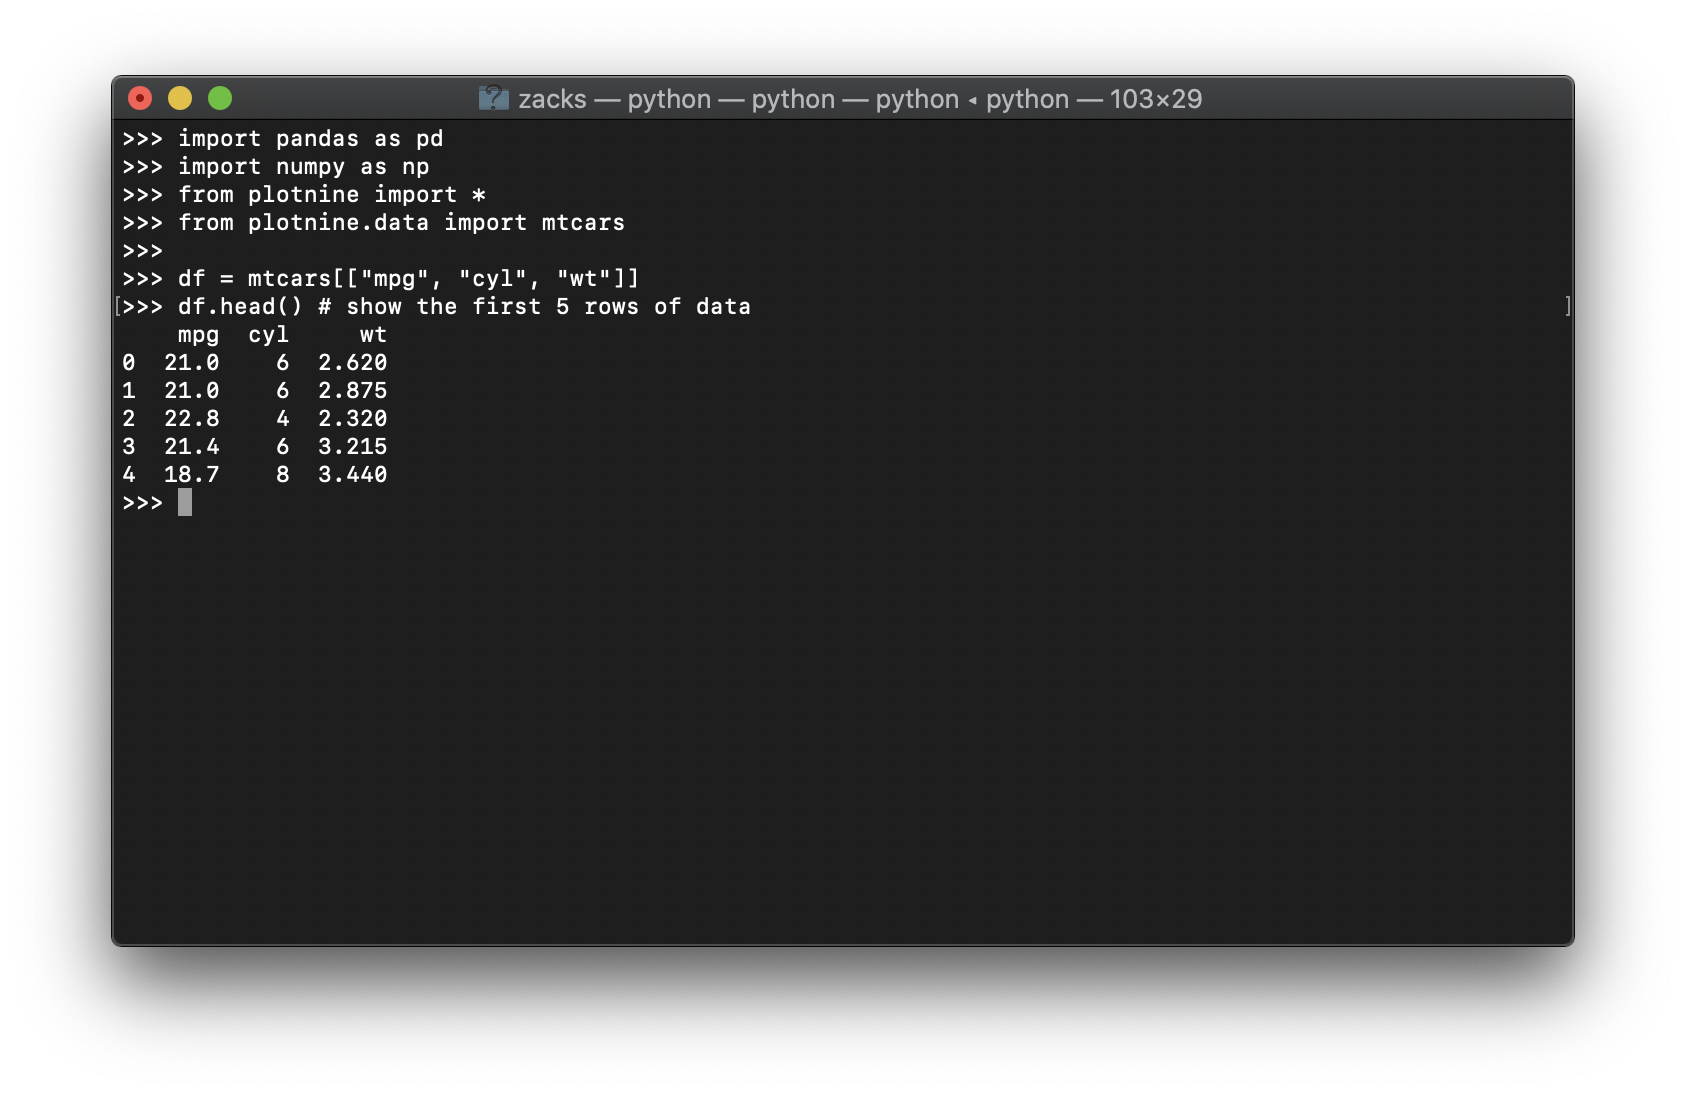 zacks — python — python — python ◂ python — 103×29
>>> import pandas as pd
>>> import numpy as np
>>> from plotnine import *
>>> from plotnine.data import mtcars
>>>
>>> df = mtcars[["mpg", "cyl", "wt"]]
[>>> df.head() # show the first 5 rows of data ]
    mpg  cyl     wt
0  21.0    6  2.620
1  21.0    6  2.875
2  22.8    4  2.320
3  21.4    6  3.215
4  18.7    8  3.440
>>>